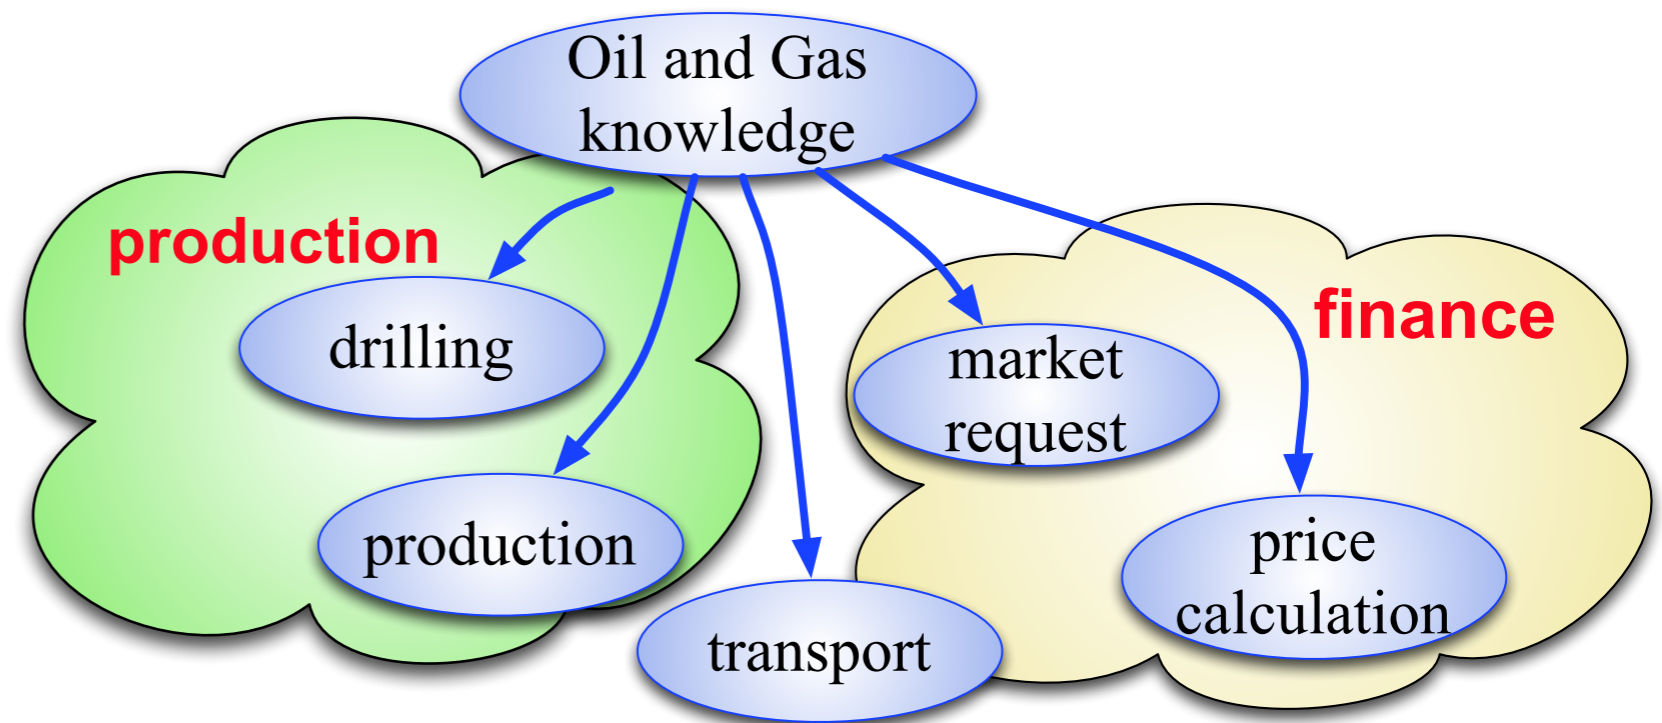 Oil and Gas
knowledge
production
drilling
production
transport
finance
market
request
price
calculation